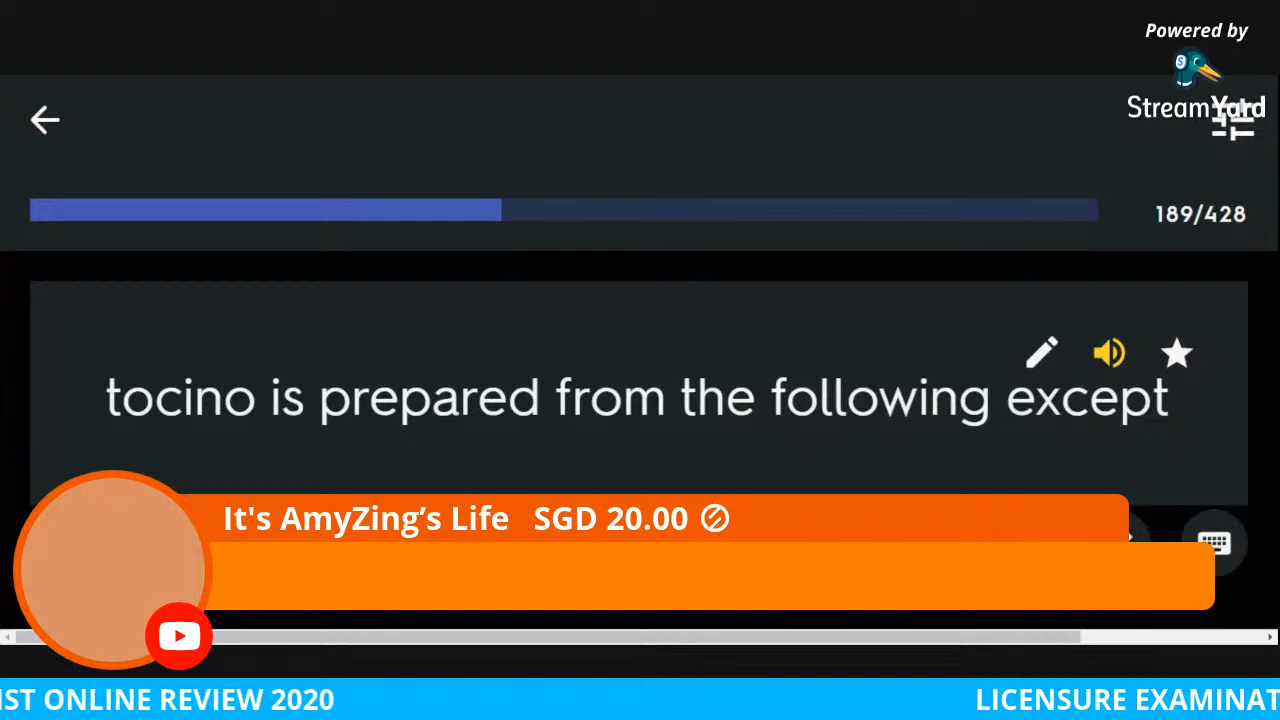 Powered by
StreamYard
189/428
tocino is prepared from the following except
It's AmyZing’s Life SGD 20.00
IST ONLINE REVIEW 2020 LICENSURE EXAMINAT